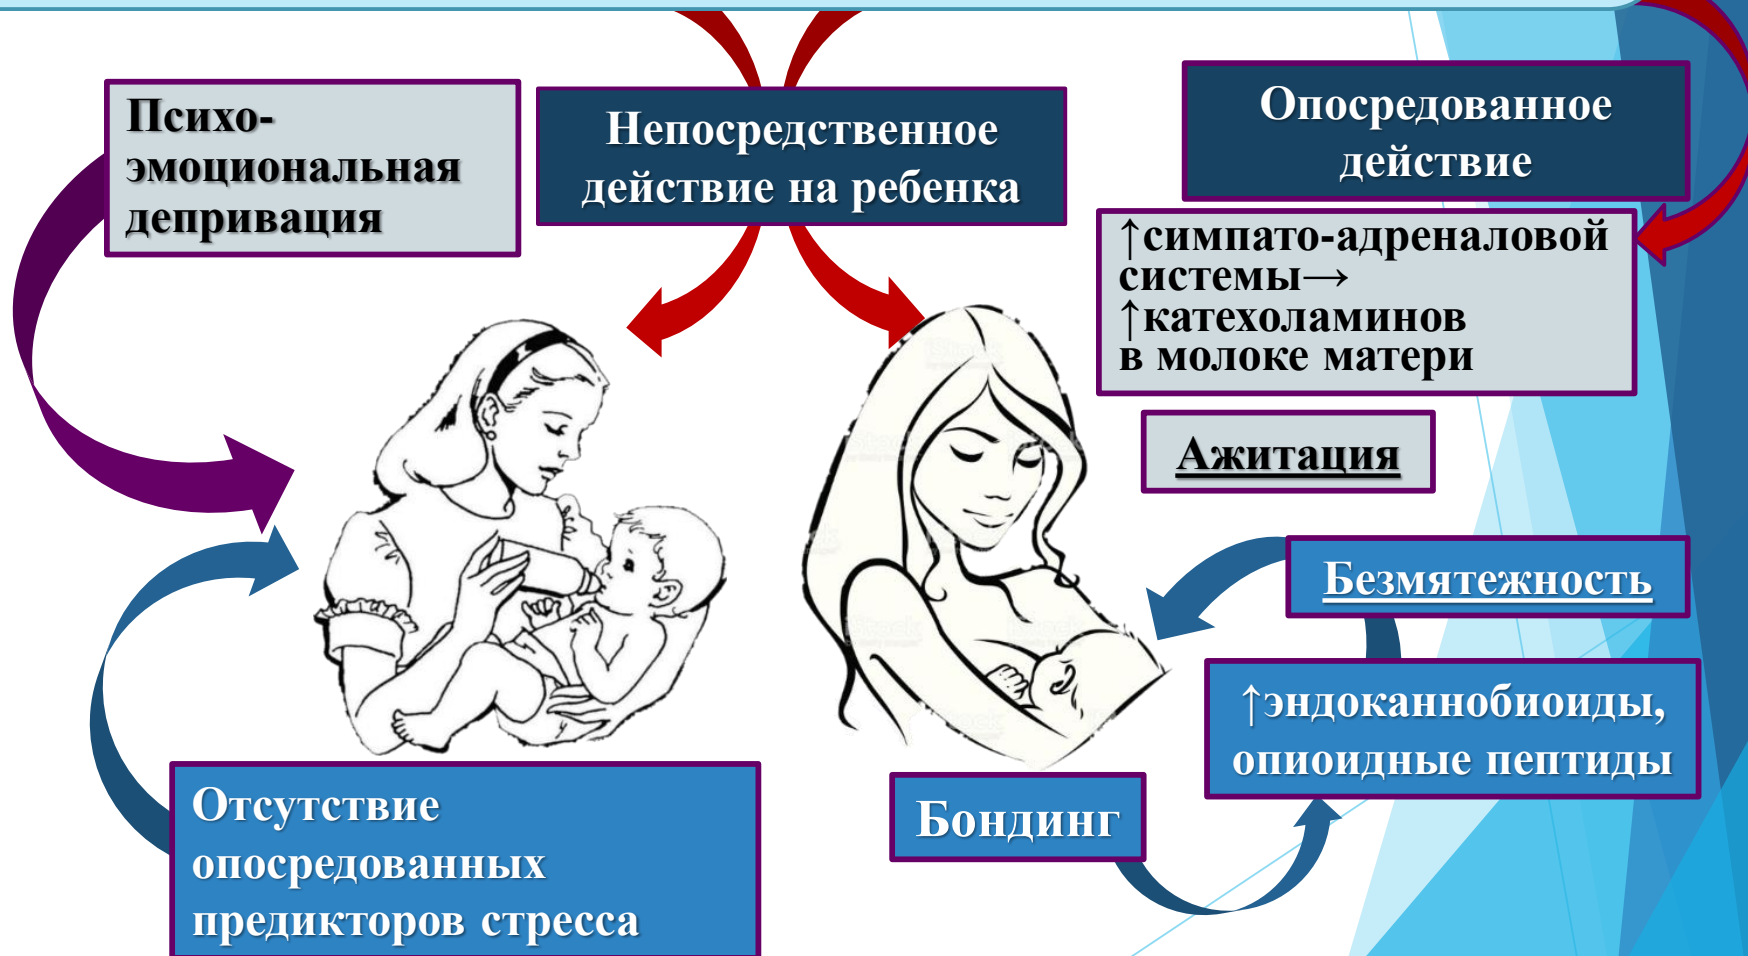 Психо-
эмоциональная
депривация
Непосредственное
действие на ребенка
Опосредованное
действие
↑симпато-адреналовой
системы→
↑катехоламинов
в молоке матери
Ажитация
Безмятежность
↑эндоканнобиоиды,
опиоидные пептиды
Бондинг
Отсутствие
опосредованных
предикторов стресса